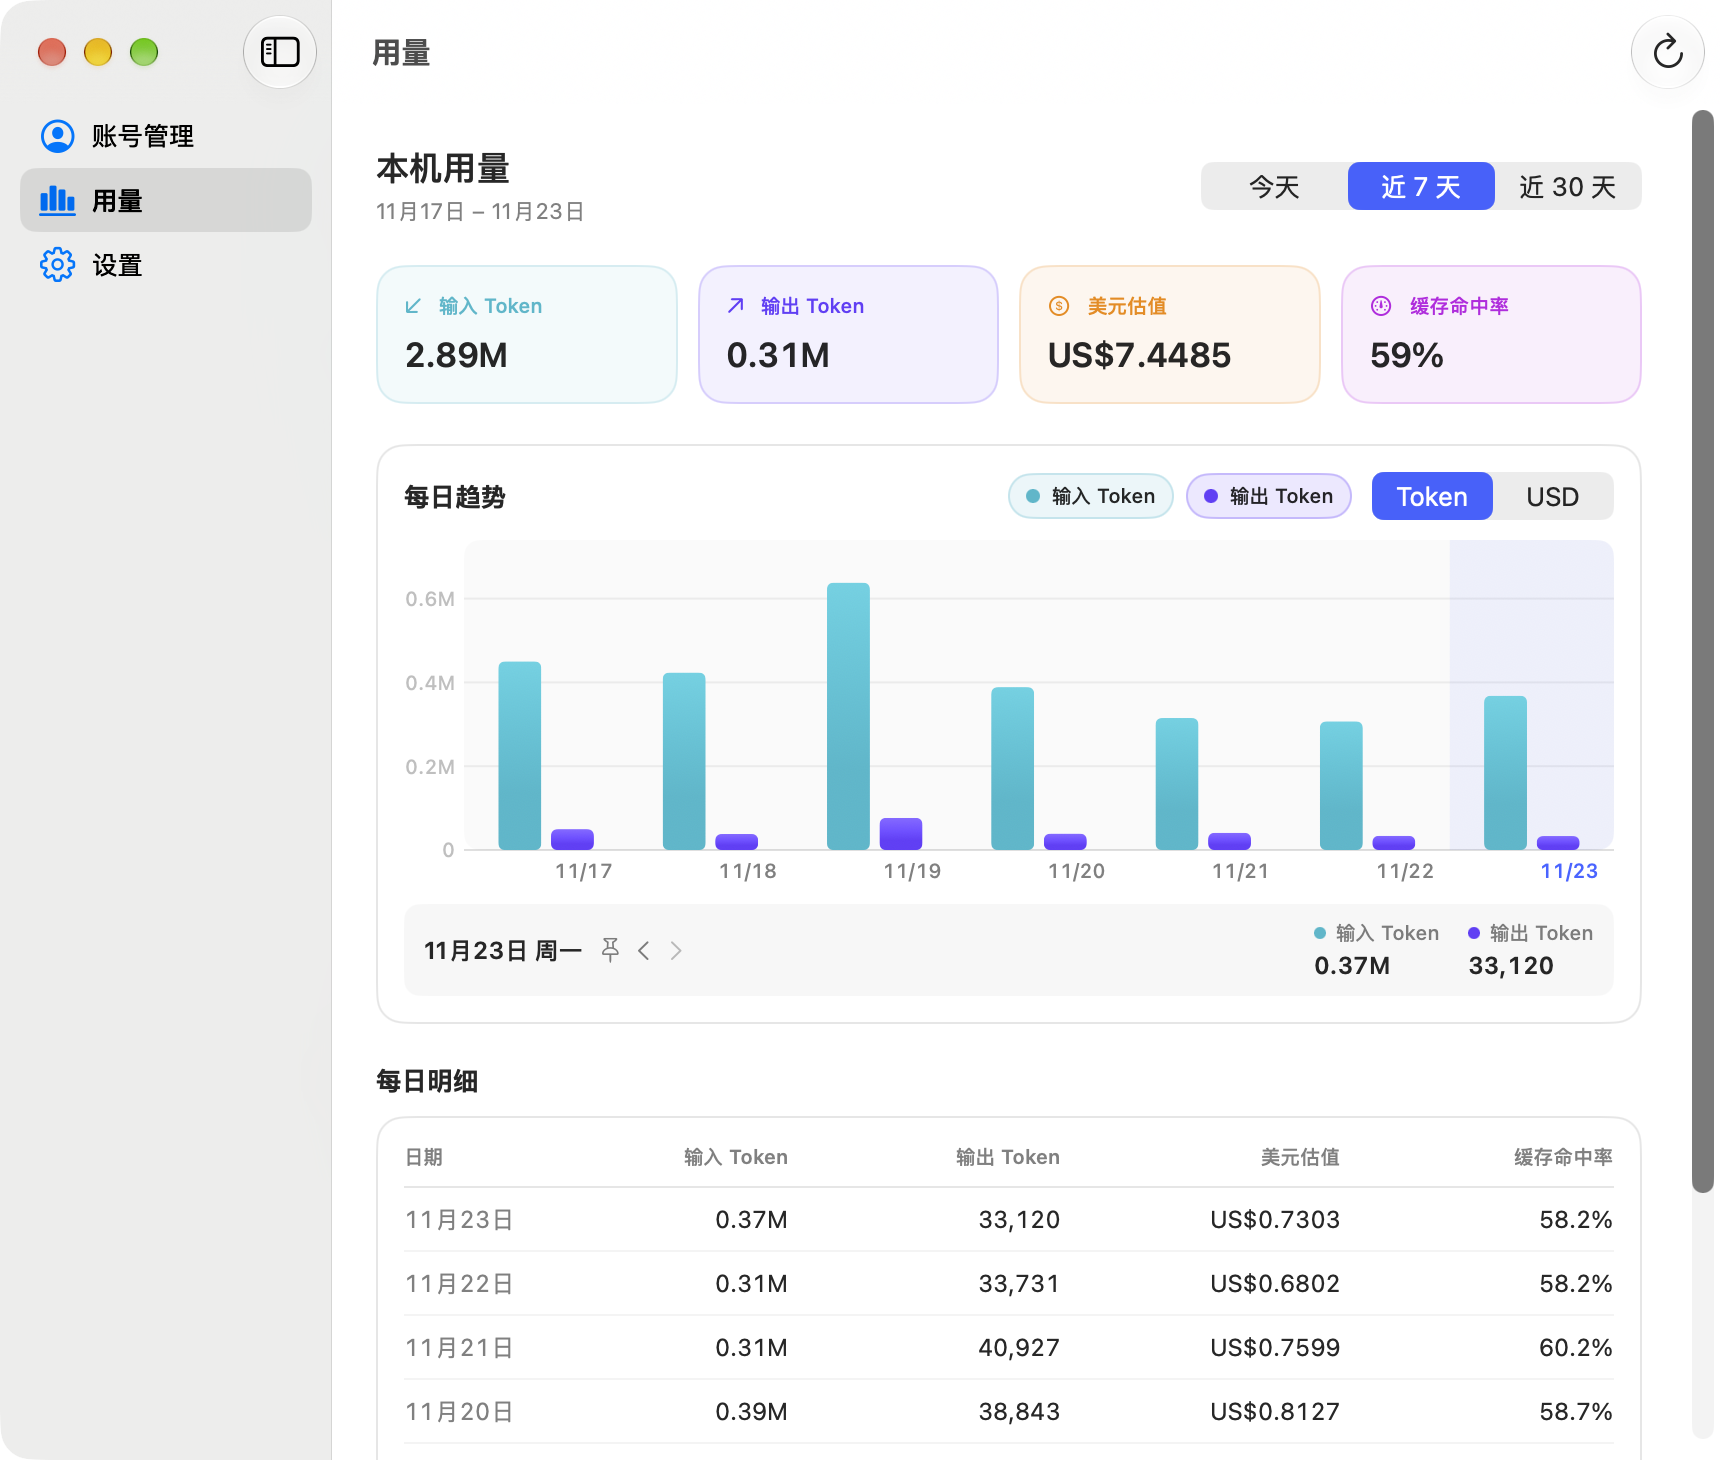 用量
账号管理
用量
设置
本机用量
11月17日 – 11月23日
今天 近 7 天 近 30 天
输入 Token
2.89M
输出 Token
0.31M
美元估值
US$7.4485
缓存命中率
59%
每日趋势
输入 Token 输出 Token Token USD
0.6M
0.4M
0.2M
0
11/17 11/18 11/19 11/20 11/21 11/22 11/23
11月23日 周一
输入 Token
0.37M
输出 Token
33,120
每日明细
日期 输入 Token 输出 Token 美元估值 缓存命中率
11月23日 0.37M 33,120 US$0.7303 58.2%
11月22日 0.31M 33,731 US$0.6802 58.2%
11月21日 0.31M 40,927 US$0.7599 60.2%
11月20日 0.39M 38,843 US$0.8127 58.7%